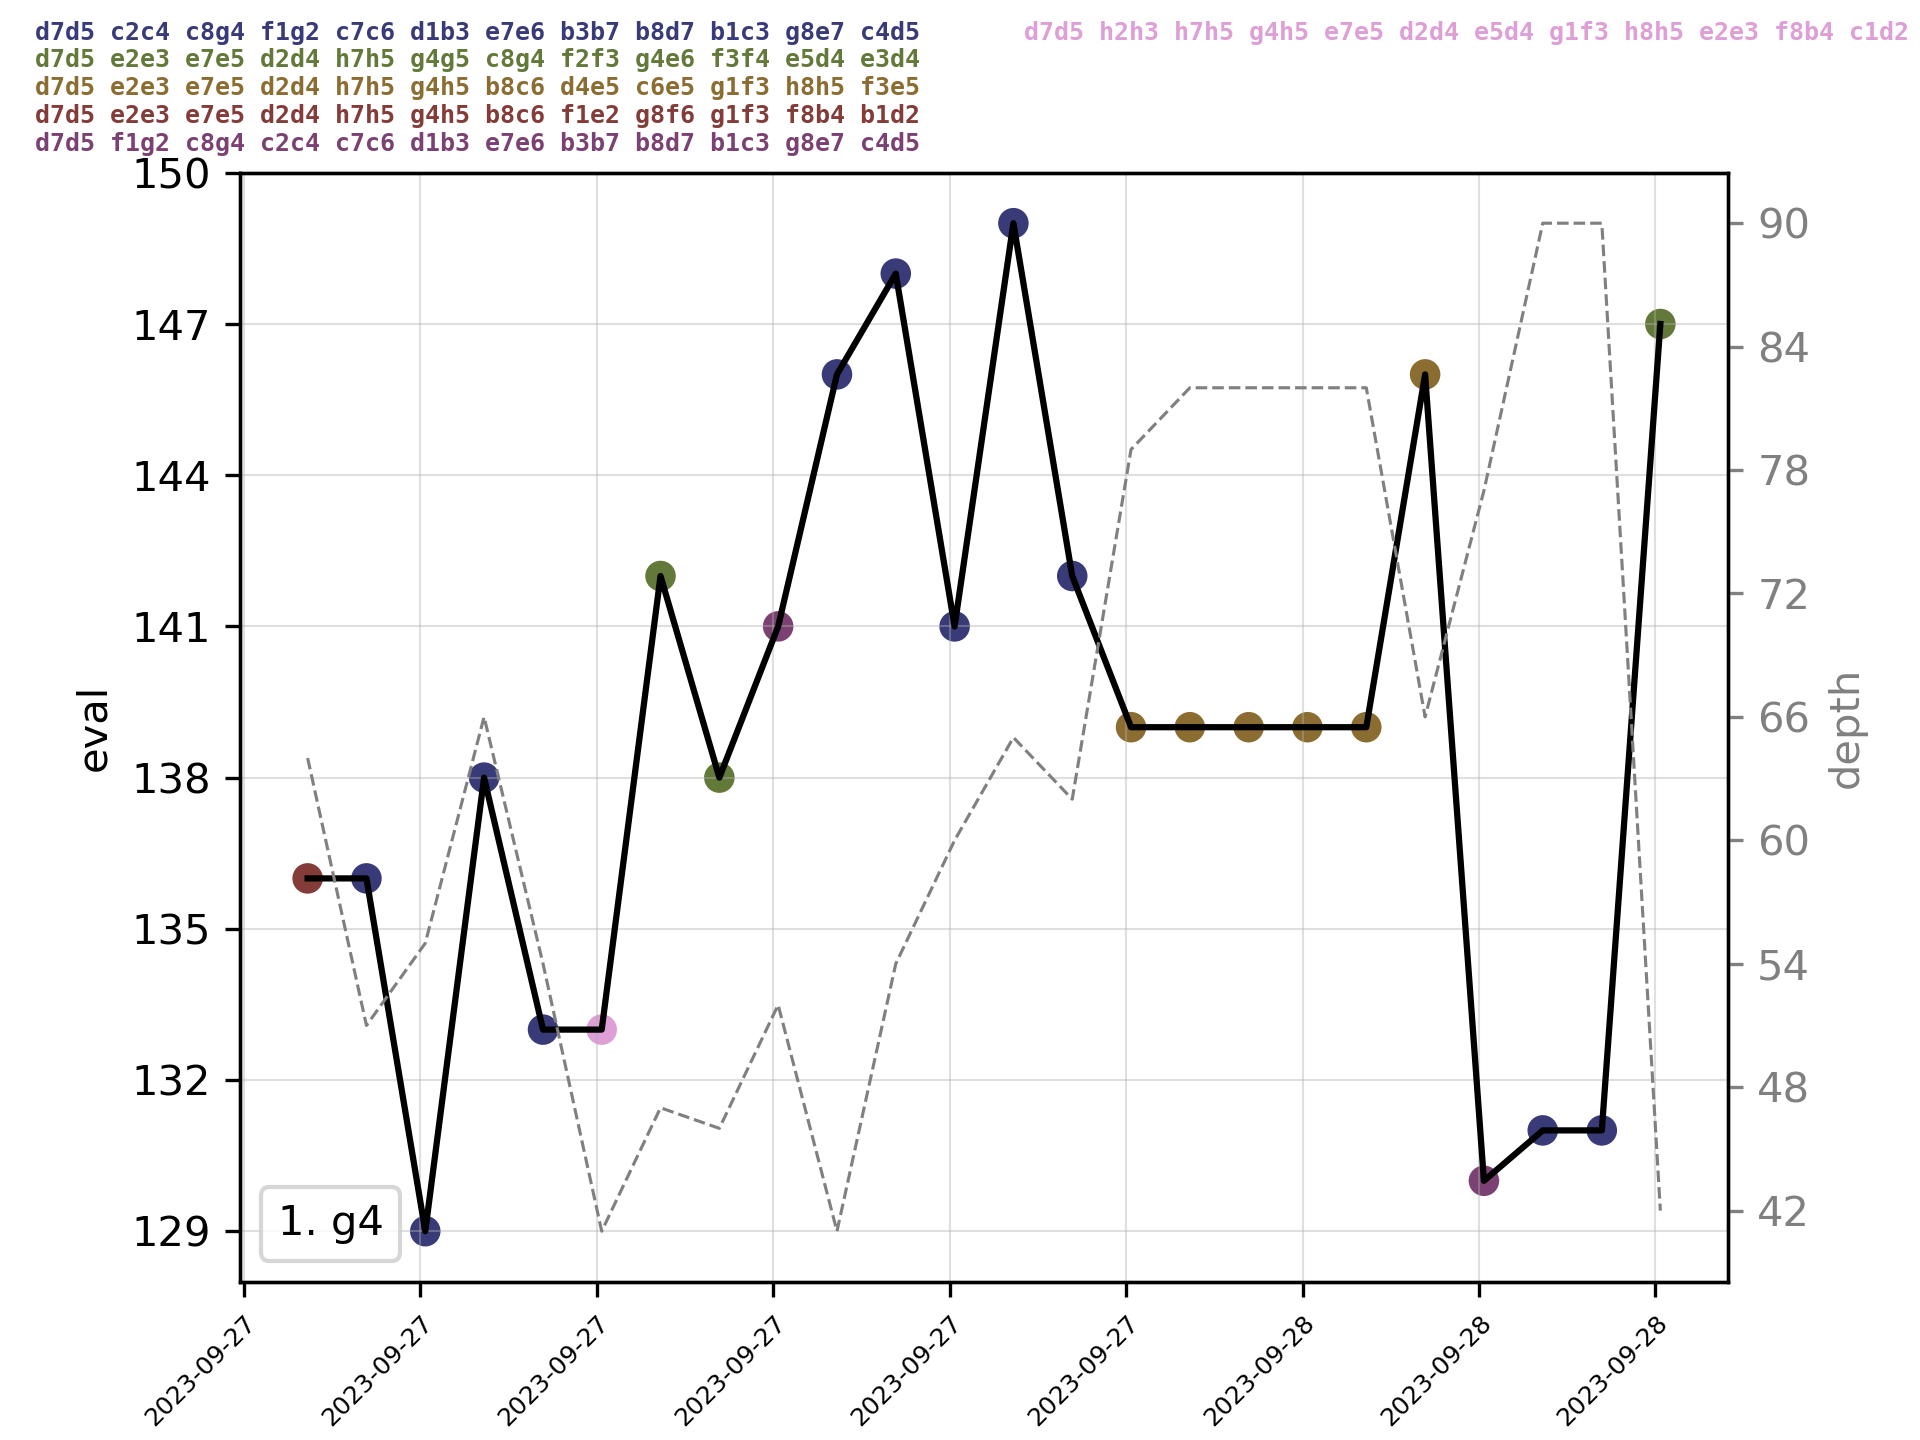 d7d5 c2c4 c8g4 f1g2 c7c6 d1b3 e7e6 b3b7 b8d7 b1c3 g8e7 c4d5
d7d5 e2e3 e7e5 d2d4 h7h5 g4g5 c8g4 f2f3 g4e6 f3f4 e5d4 e3d4
d7d5 e2e3 e7e5 d2d4 h7h5 g4h5 b8c6 d4e5 c6e5 g1f3 h8h5 f3e5
d7d5 e2e3 e7e5 d2d4 h7h5 g4h5 b8c6 f1e2 g8f6 g1f3 f8b4 b1d2
d7d5 f1g2 c8g4 c2c4 c7c6 d1b3 e7e6 b3b7 b8d7 b1c3 g8e7 c4d5
d7d5 h2h3 h7h5 g4h5 e7e5 d2d4 e5d4 g1f3 h8h5 e2e3 f8b4 c1d2
150
147
144
141
138
135
132
129
eval
90
84
78
72
66
60
54
48
42
depth
1. g4
2023-09-27
2023-09-27
2023-09-27
2023-09-27
2023-09-27
2023-09-27
2023-09-28
2023-09-28
2023-09-28